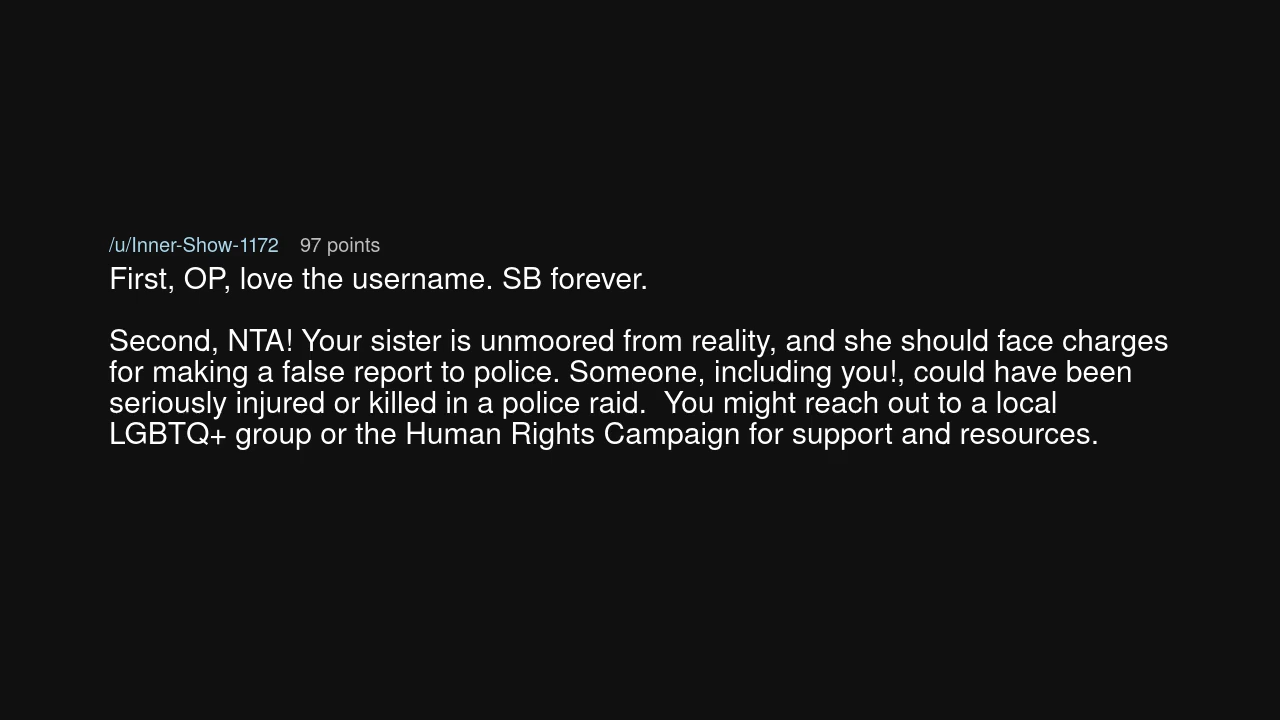 /u/Inner-Show-1172 97 points
First, OP, love the username. SB forever.
Second, NTA! Your sister is unmoored from reality, and she should face charges
for making a false report to police. Someone, including you!, could have been
seriously injured or killed in a police raid.  You might reach out to a local
LGBTQ+ group or the Human Rights Campaign for support and resources.